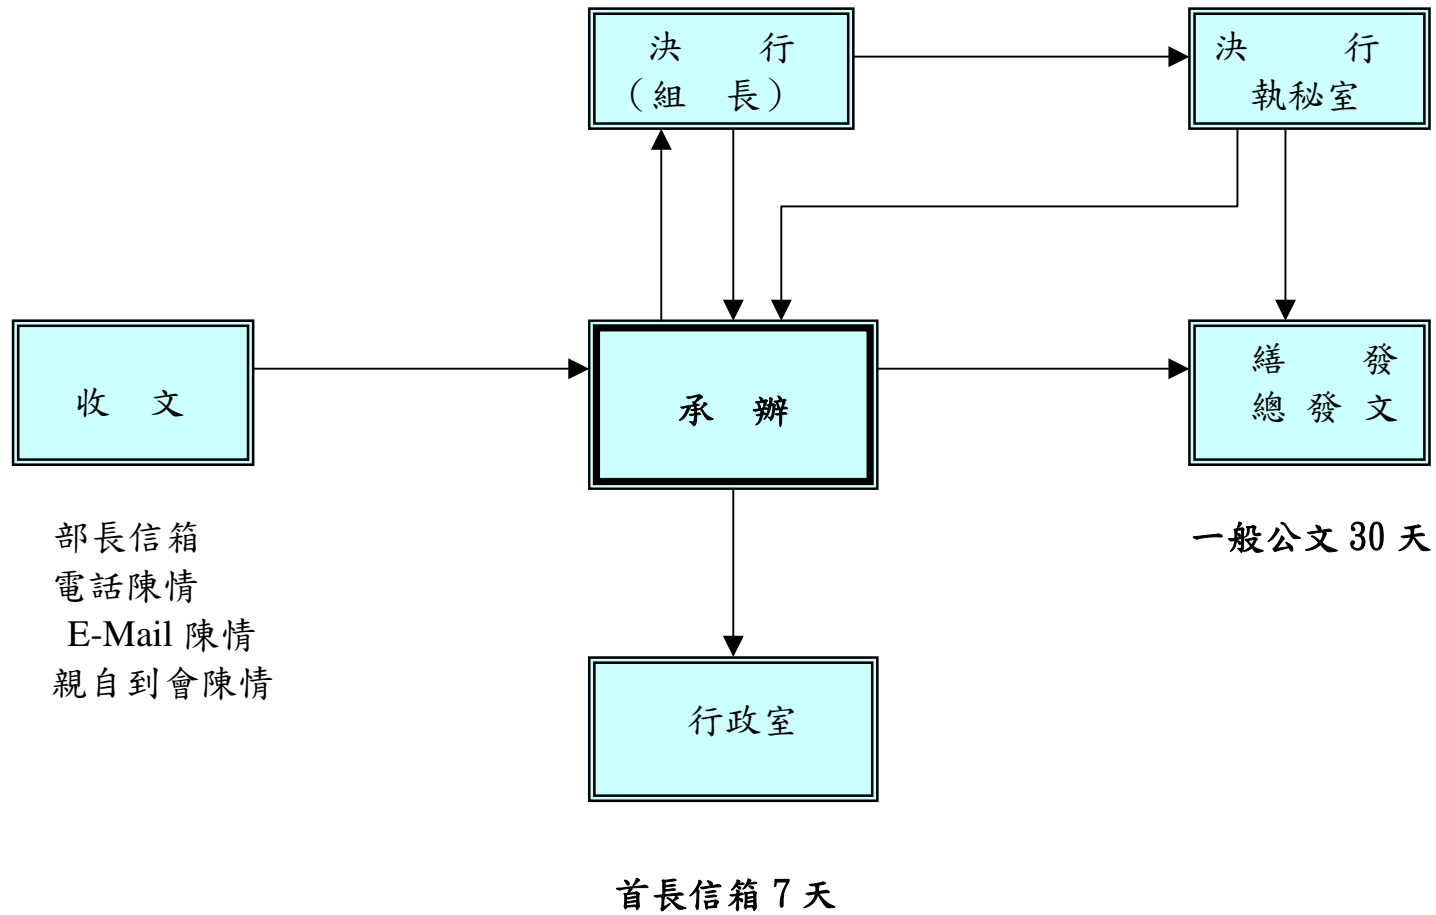 決 行
（組 長）
決 行
執秘室
收 文
承 辦
繕 發
總 發 文
部長信箱
電話陳情
E-Mail 陳情
親自到會陳情
一般公文 30 天
行政室
首長信箱 7 天